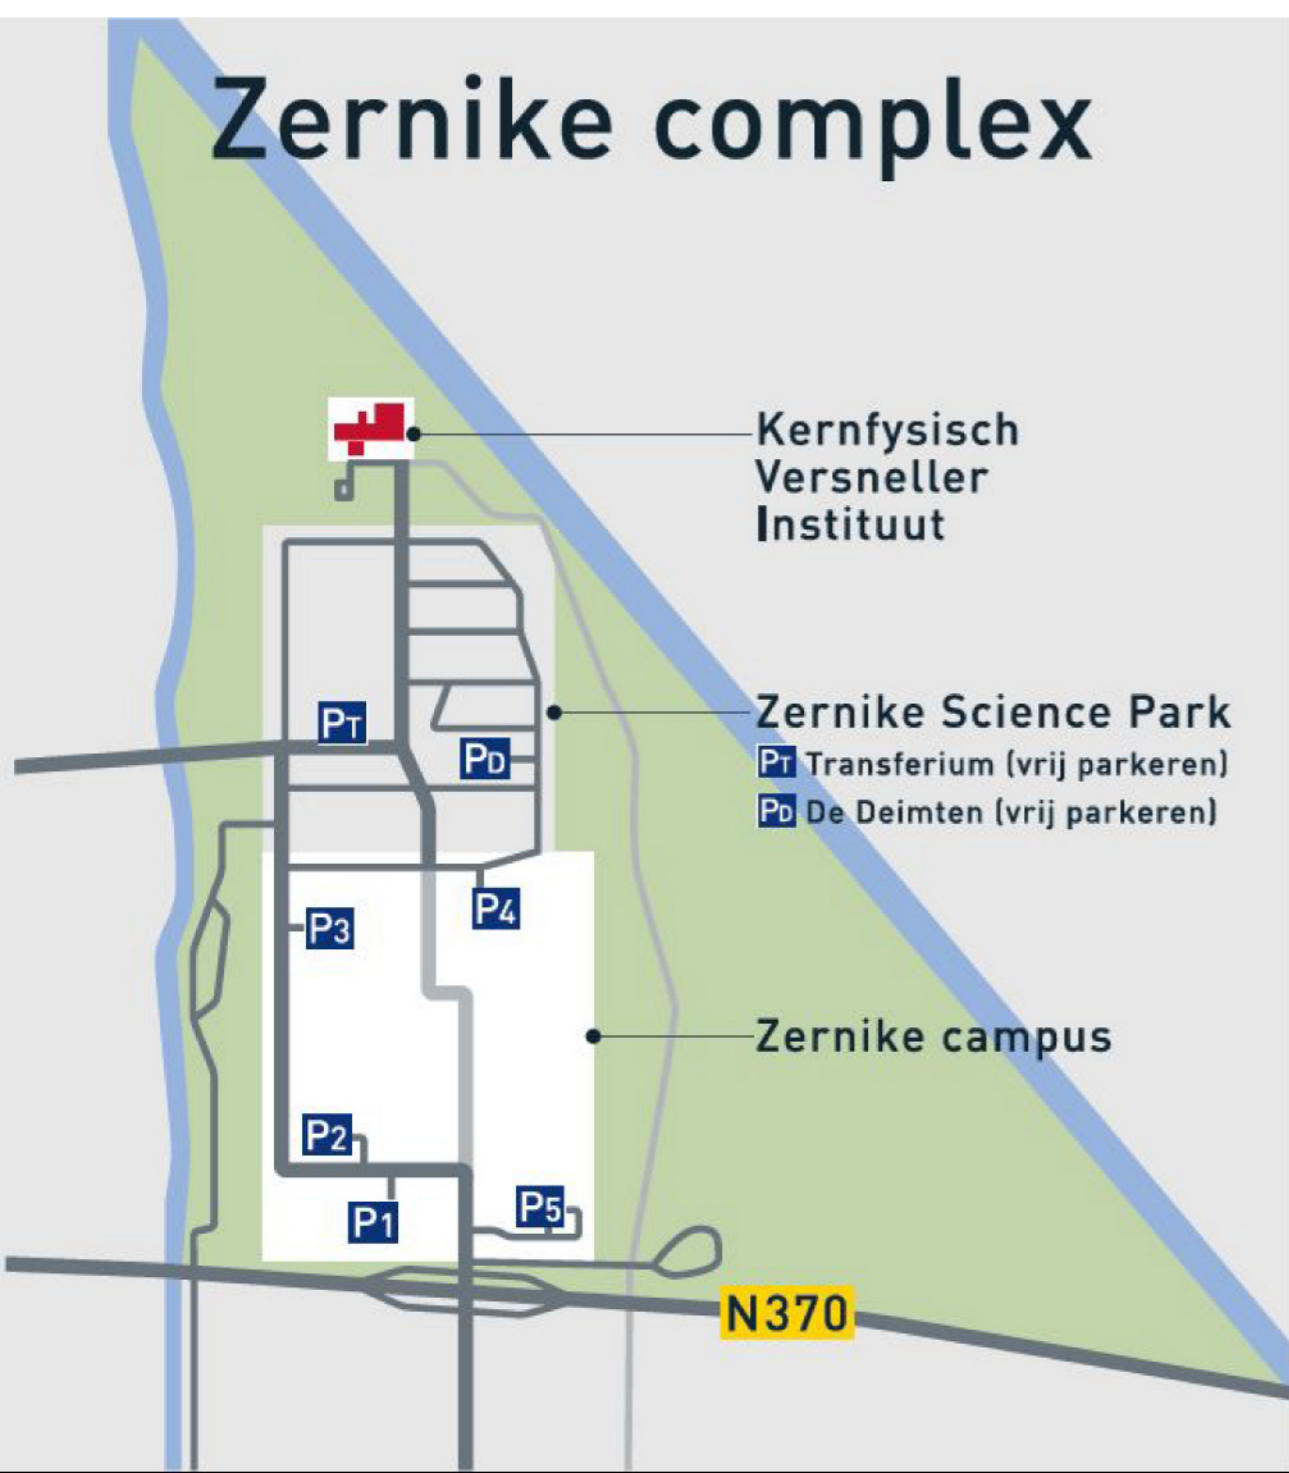 Zernike complex
Kernfysisch
Versneller
Instituut
PT
Zernike Science Park
PD
PT Transferium (vrij parkeren)
PD De Deimten (vrij parkeren)
P4
P3
Zernike campus
P2
P5
P1
N370